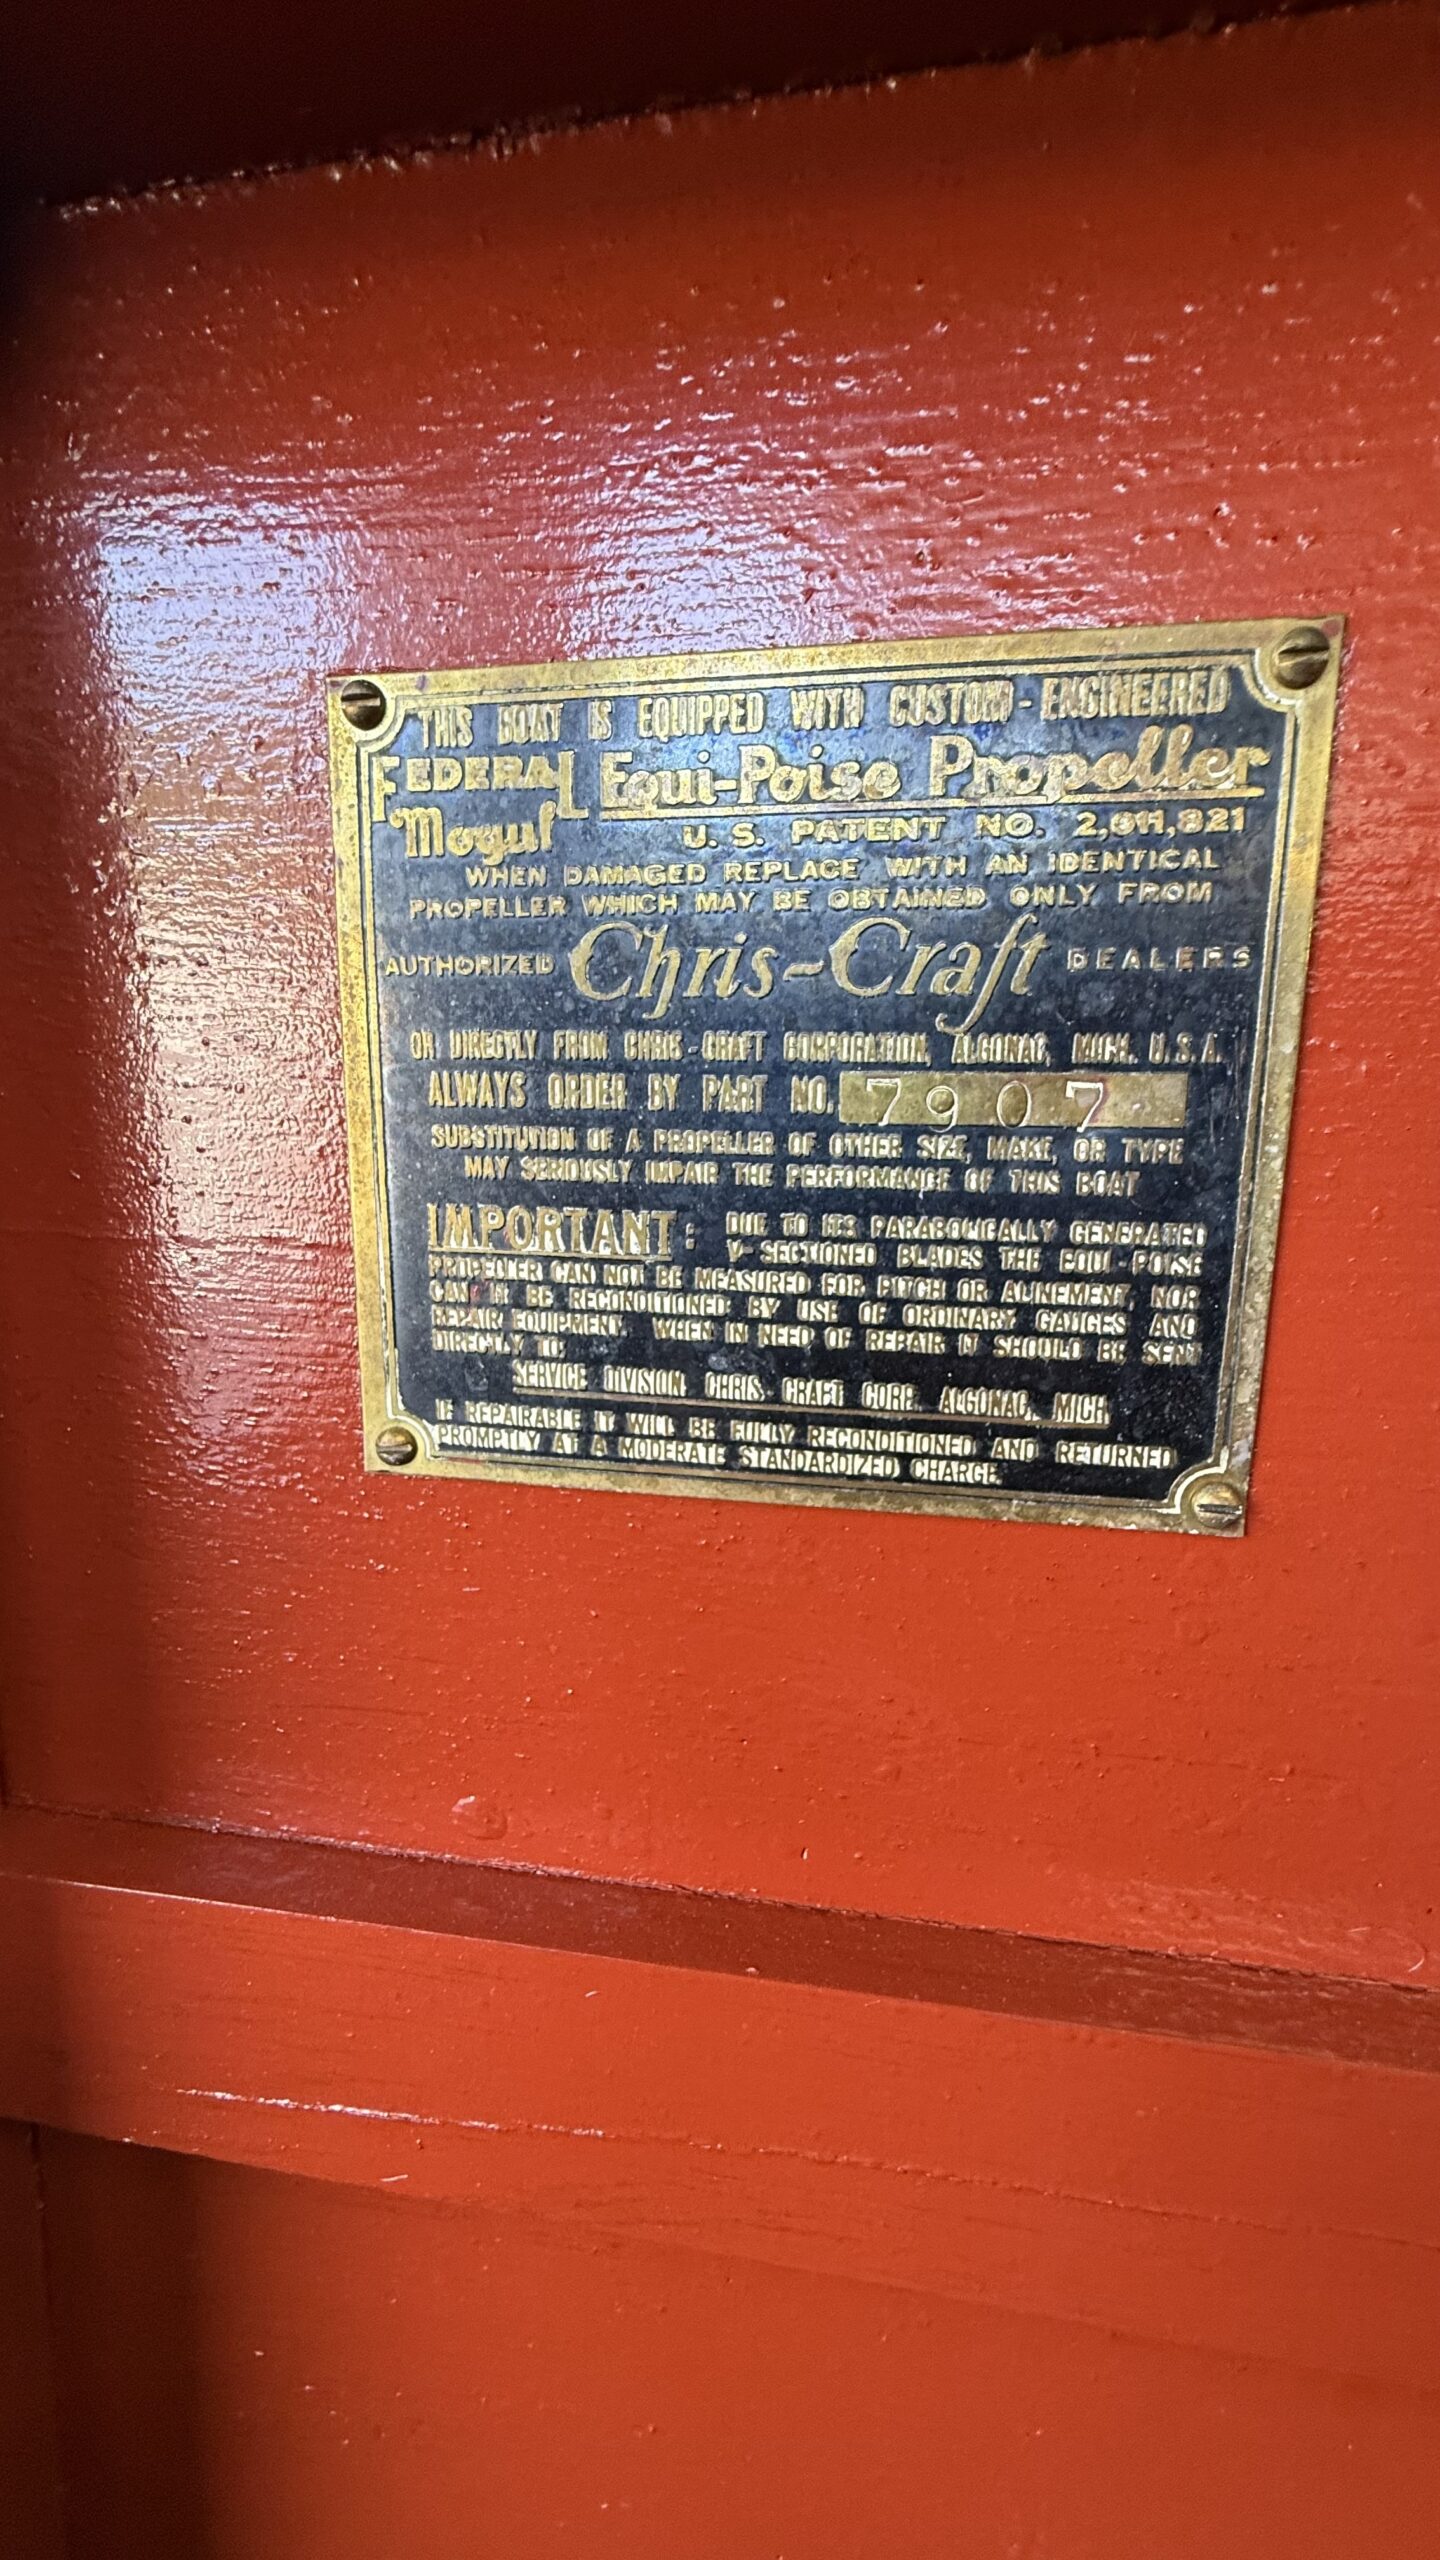 THIS BOAT IS EQUIPPED WITH CUSTOM-ENGINEERED
FEDERAL Equi-Poise Propeller
Mogul U.S. PATENT NO. 2,011,821
WHEN DAMAGED REPLACE WITH AN IDENTICAL
PROPELLER WHICH MAY BE OBTAINED ONLY FROM
AUTHORIZED Chris-Craft DEALERS
OR DIRECTLY FROM CHRIS-CRAFT CORPORATION, ALGONAC, MICH. U.S.A.
ALWAYS ORDER BY PART NO. 7907
SUBSTITUTION OF A PROPELLER OF OTHER SIZE, MAKE, OR TYPE
MAY SERIOUSLY IMPAIR THE PERFORMANCE OF THIS BOAT
IMPORTANT: DUE TO ITS PARABOLICALLY GENERATED
V-SECTIONED BLADES THE EQUI-POISE
PROPELLER CAN NOT BE MEASURED FOR PITCH OR ALINEMENT, NOR
CAN IT BE RECONDITIONED BY USE OF ORDINARY GAUGES AND
REPAIR EQUIPMENT. WHEN IN NEED OF REPAIR IT SHOULD BE SENT
DIRECTLY TO
SERVICE DIVISION, CHRIS-CRAFT CORP. ALGONAC, MICH
IF REPAIRABLE IT WILL BE FULLY RECONDITIONED AND RETURNED
PROMPTLY AT A MODERATE STANDARDIZED CHARGE.